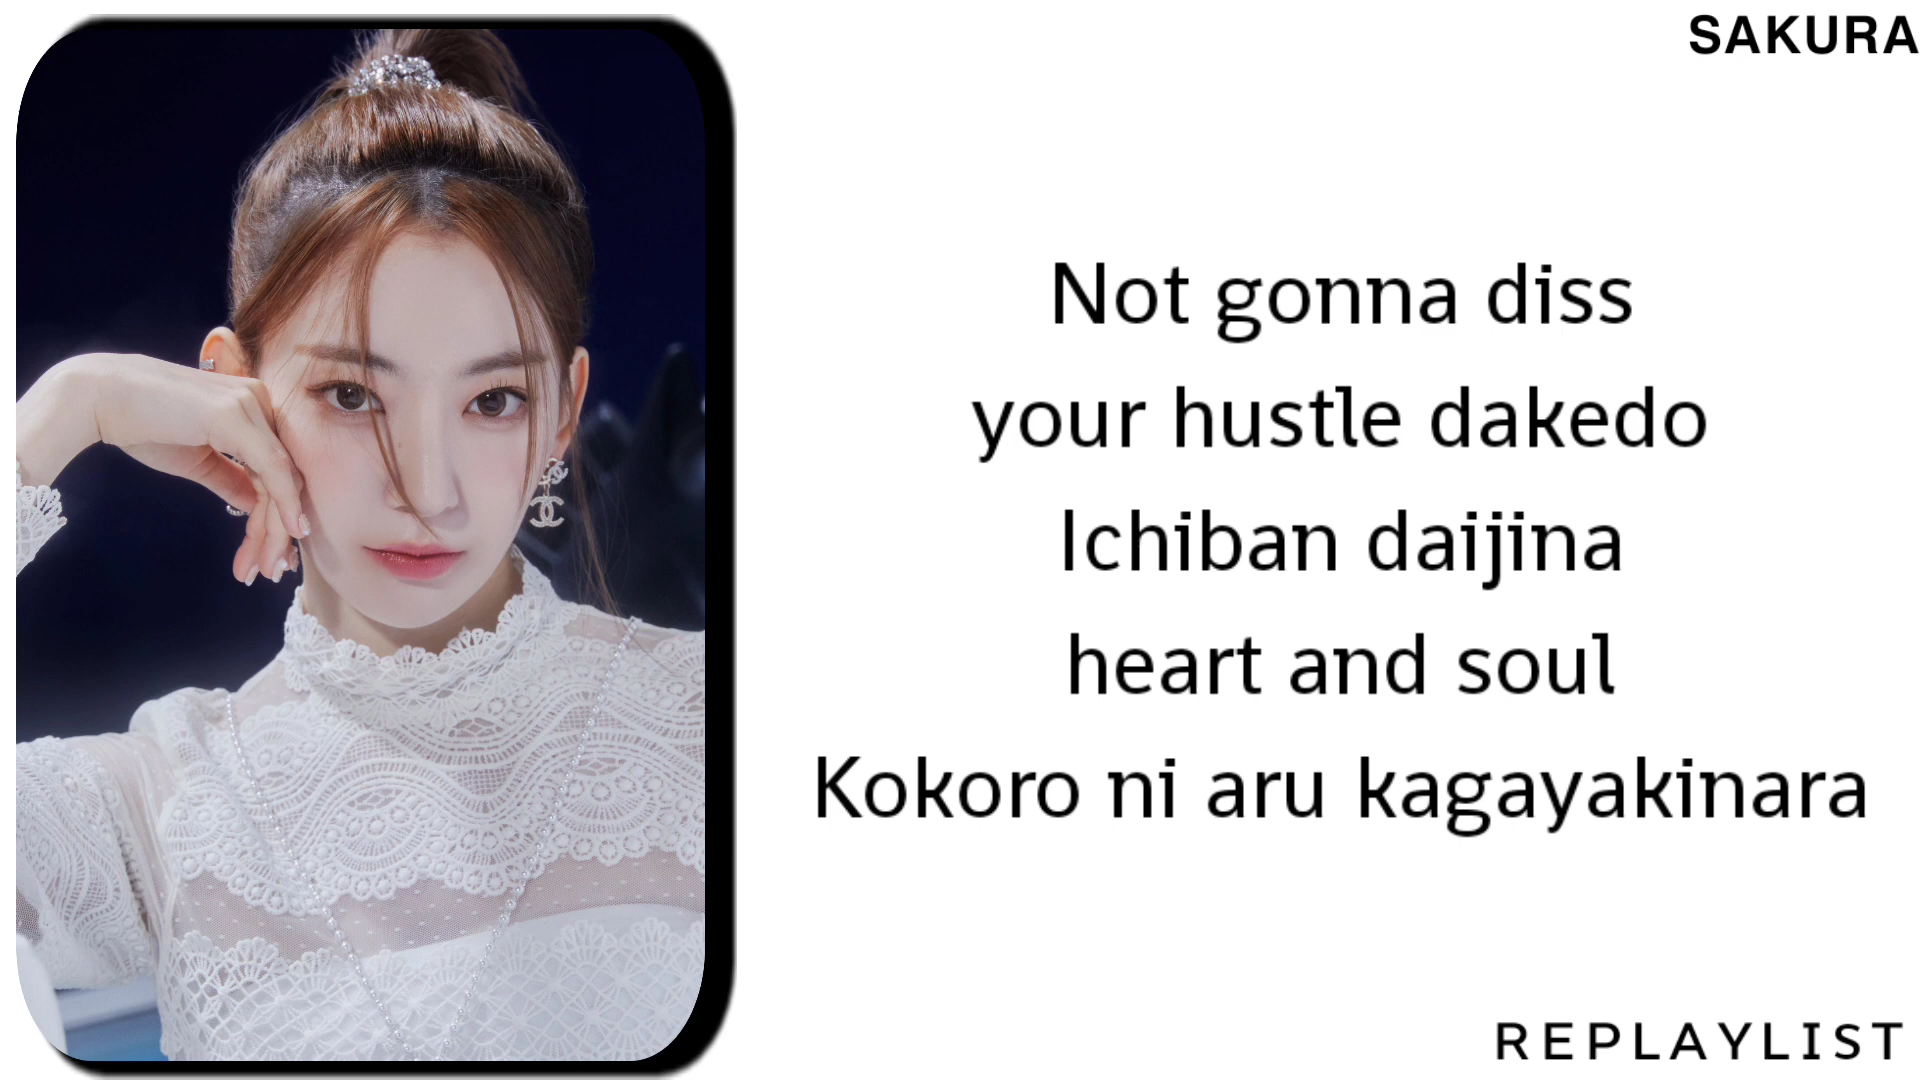 SAKURA
Not gonna diss
your hustle dakedo
Ichiban daijina
heart and soul
Kokoro ni aru kagayakinara
REPLAYLIST